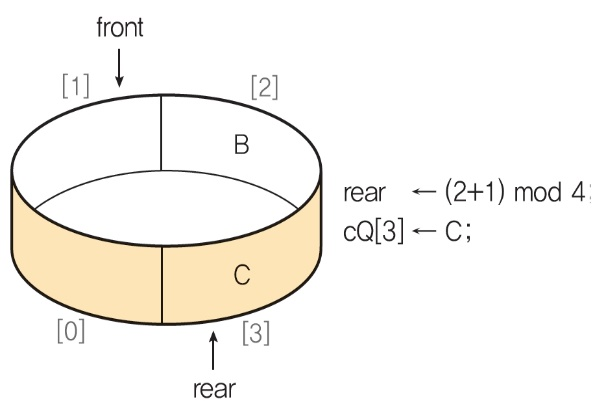 front
[1]
[2]
B
rear ← (2+1) mod 4;
cQ[3] ← C;
C
[0]
[3]
rear